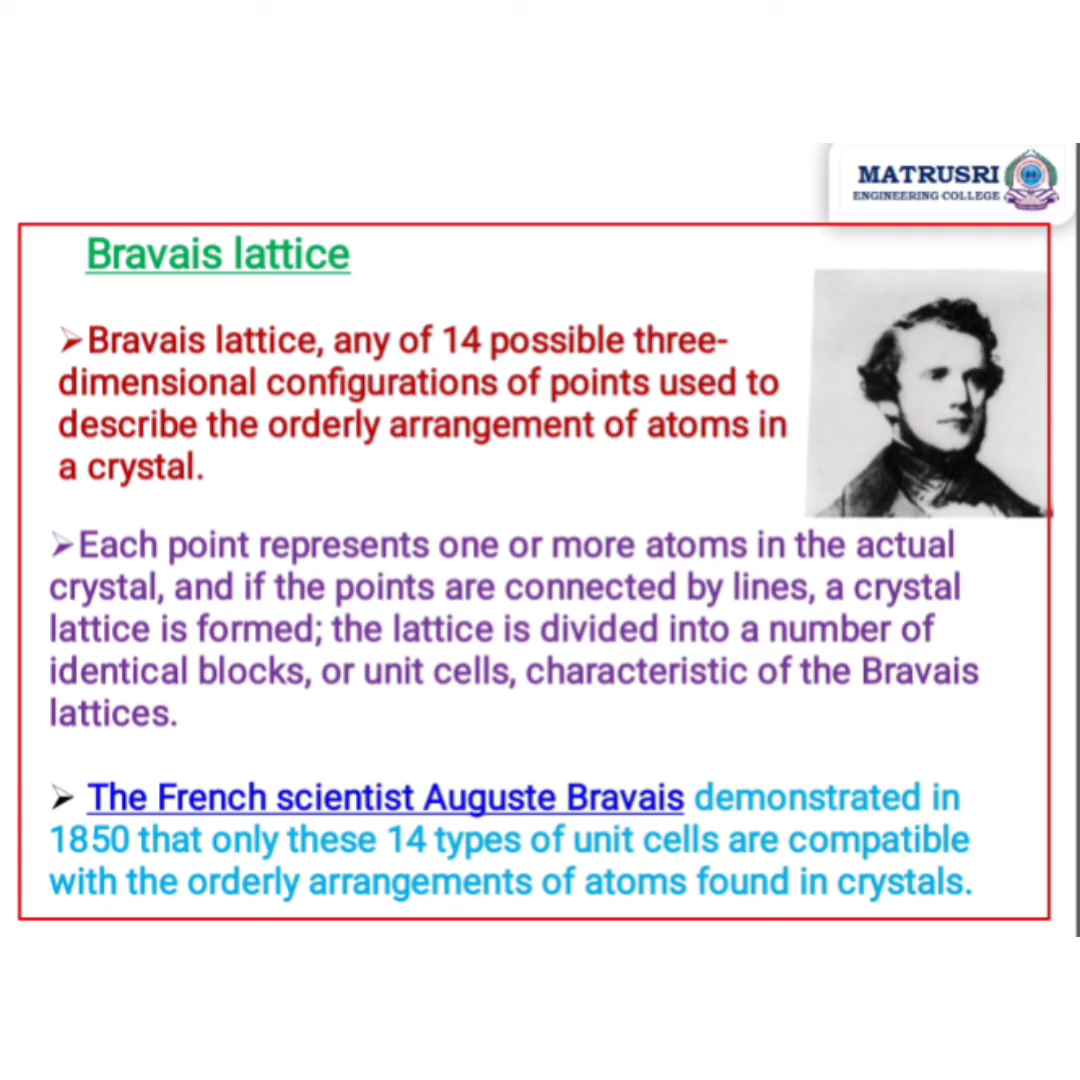 MATRUSRI
ENGINEERING COLLEGE
Bravais lattice
➢Bravais lattice, any of 14 possible three-
dimensional configurations of points used to
describe the orderly arrangement of atoms in
a crystal.
➢Each point represents one or more atoms in the actual
crystal, and if the points are connected by lines, a crystal
lattice is formed; the lattice is divided into a number of
identical blocks, or unit cells, characteristic of the Bravais
lattices.
➢ The French scientist Auguste Bravais demonstrated in
1850 that only these 14 types of unit cells are compatible
with the orderly arrangements of atoms found in crystals.